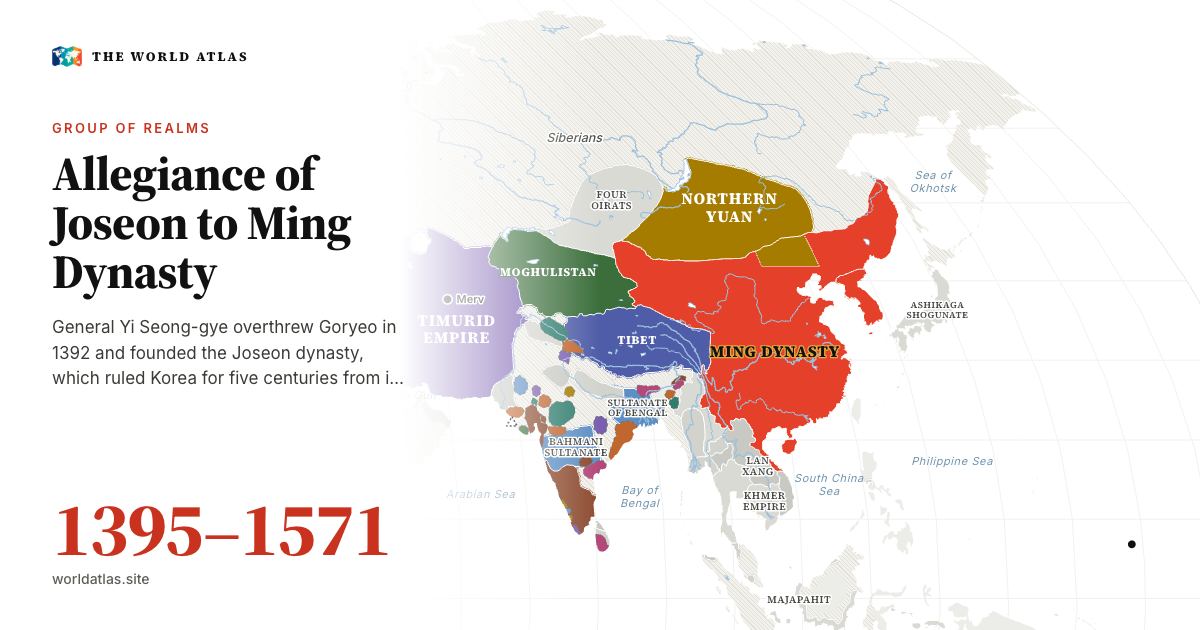 THE WORLD ATLAS
GROUP OF REALMS
Allegiance of
Joseon to Ming
Dynasty
General Yi Seong-gye overthrew Goryeo in
1392 and founded the Joseon dynasty,
which ruled Korea for five centuries from i...
1395–1571
worldatlas.site
Siberians
FOUR
OIRATS
NORTHERN
YUAN
Sea of
Okhotsk
MOGHULISTAN
Merv
TIMURID
EMPIRE
TIBET
MING DYNASTY
ASHIKAGA
SHOGUNATE
SULTANATE
OF BENGAL
BAHMANI
SULTANATE
LAN
XANG
KHMER
EMPIRE
South China
Sea
Philippine Sea
Arabian Sea
Bay of
Bengal
MAJAPAHIT